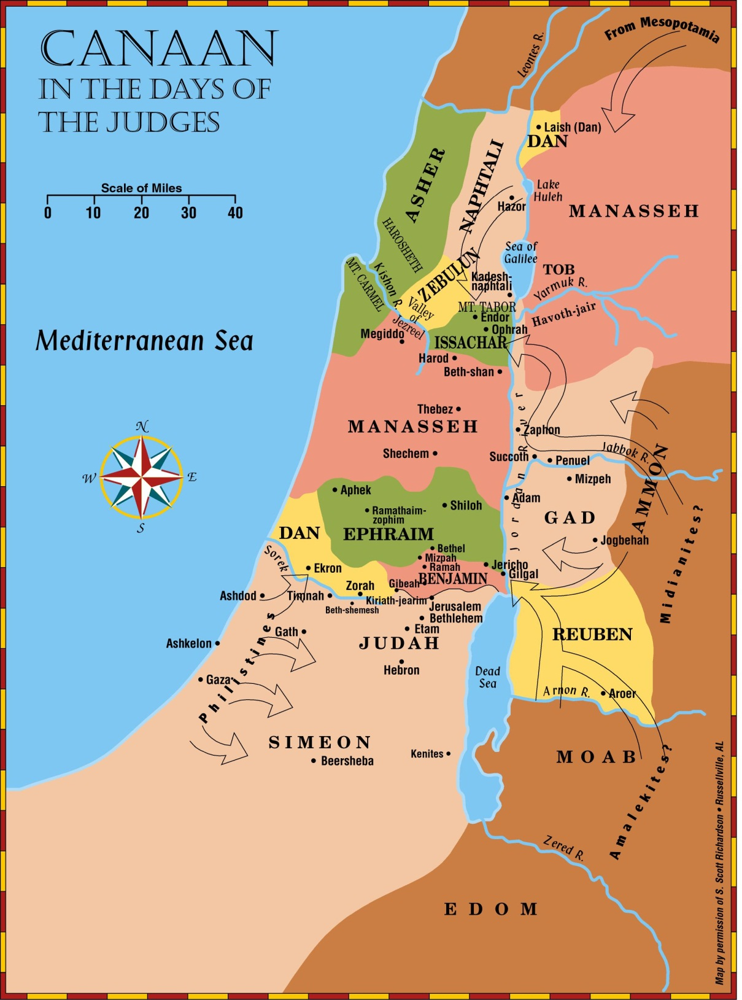 CANAAN
IN THE DAYS OF
THE JUDGES
Scale of Miles
0 10 20 30 40
From Mesopotamia
Leontes R.
Laish (Dan)
DAN
ASHER
NAPHTALI
Lake
Huleh
Hazor
MANASSEH
HAROSHETH
Sea of
Galilee
MT. CARMEL
Kishon R.
ZEBULUN
TOB
Kadesh-
naphtali
Yarmuk R.
Valley
of
Jezreel
MT. TABOR
Havoth-jair
Endor
Ophrah
Mediterranean Sea
Megiddo
ISSACHAR
Harod
Beth-shan
Thebez
MANASSEH
Jordan River
Zaphon
N
W
E
S
Shechem
Succoth
Penuel
Jabbok R.
Mizpeh
AMMON
Aphek
Adam
Ramathaim-
zophim
Shiloh
GAD
DAN
EPHRAIM
Jogbehah
Midianites?
Sorek
Bethel
Mizpah
Ramah
Jericho
Gilgal
Ekron
BENJAMIN
Gibeah
Zorah
Ashdod
Timnah
Kiriath-jearim
Beth-shemesh
Jerusalem
Bethlehem
Etam
Gath
JUDAH
REUBEN
Ashkelon
Philistines
Hebron
Gaza
Dead
Sea
Arnon R.
Aroer
SIMEON
Beersheba
Kenites
MOAB
Amalekites?
Zered R.
EDOM
Map by permission of S. Scott Richardson • Russellville, AL